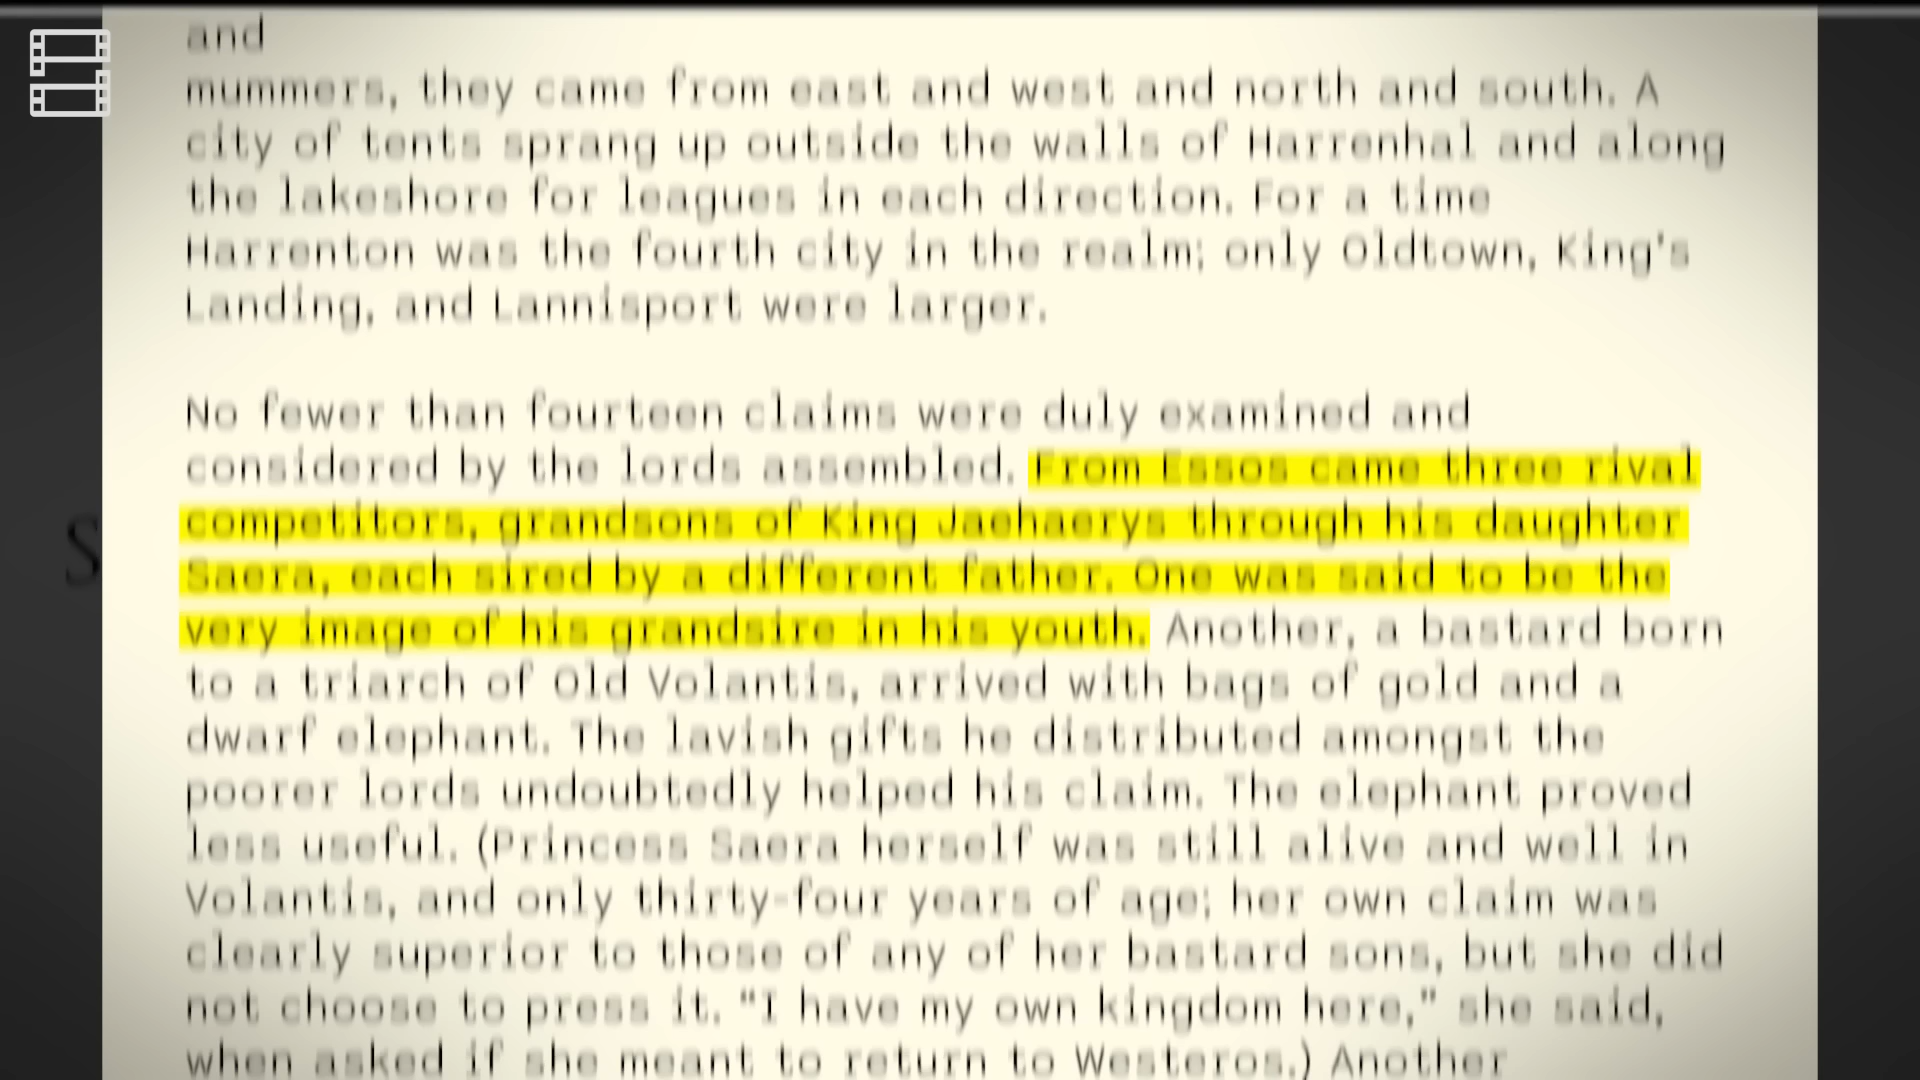 and
mummers, they came from east and west and north and south. A
city of tents sprang up outside the walls of Harrenhal and along
the lakeshore for leagues in each direction. For a time
Harrenton was the fourth city in the realm; only Oldtown, King's
Landing, and Lannisport were larger.
No fewer than fourteen claims were duly examined and
considered by the lords assembled. From Essos came three rival
competitors, grandsons of King Jaehaerys through his daughter
Saera, each sired by a different father. One was said to be the
very image of his grandsire in his youth. Another, a bastard born
to a triarch of Old Volantis, arrived with bags of gold and a
dwarf elephant. The lavish gifts he distributed amongst the
poorer lords undoubtedly helped his claim. The elephant proved
less useful. (Princess Saera herself was still alive and well in
Volantis, and only thirty-four years of age; her own claim was
clearly superior to those of any of her bastard sons, but she did
not choose to press it. "I have my own kingdom here," she said,
when asked if she meant to return to Westeros.) Another
S